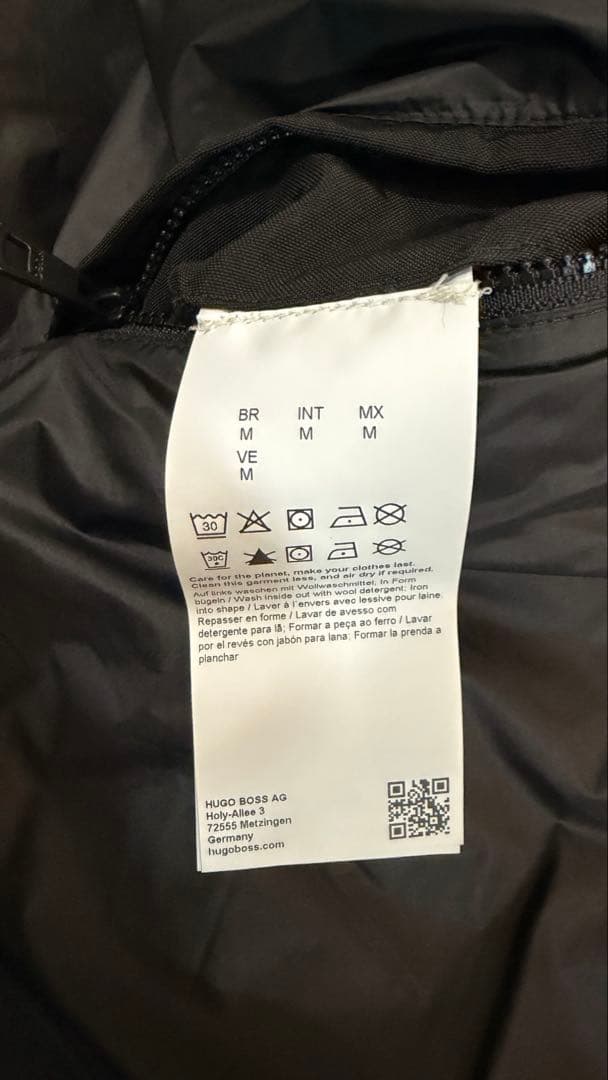 BR INT MX
M M M
VE
M
30
30C
Care for the planet, make your clothes last.
Clean this garment less, and air dry if required.
Auf links waschen mit Wollwaschmittel; In Form
bügeln / Wash inside out with wool detergent; Iron
into shape / Laver à l'envers avec lessive pour laine;
Repasser en forme / Lavar de avesso com
detergente para lã; Formar a peça ao ferro / Lavar
por el revés con jabón para lana; Formar la prenda a
planchar
HUGO BOSS AG
Holy-Allee 3
72555 Metzingen
Germany
hugoboss.com